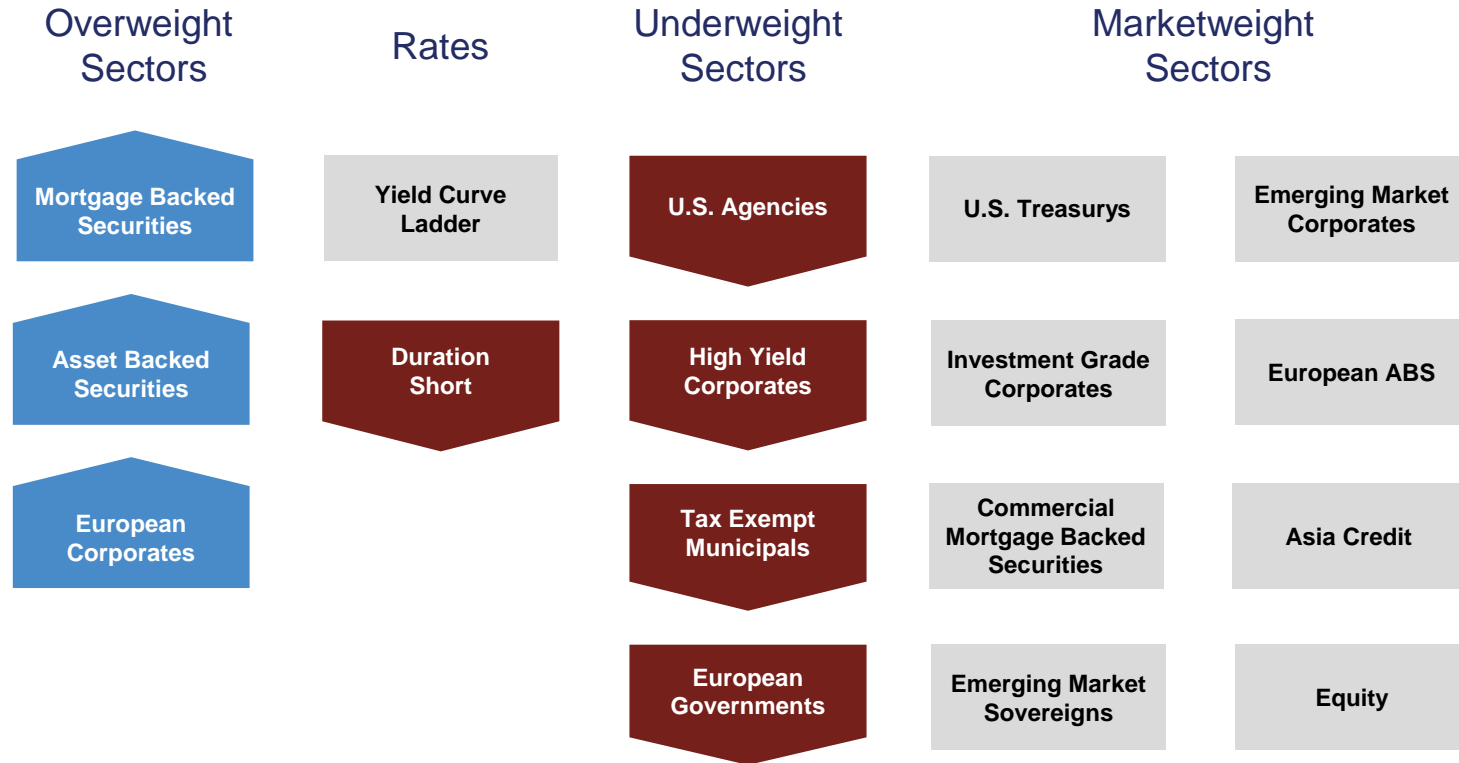 Overweight
Sectors
Rates
Underweight
Sectors
Marketweight
Sectors
Mortgage Backed
Securities
Yield Curve
Ladder
U.S. Agencies
U.S. Treasurys
Emerging Market
Corporates
Asset Backed
Securities
Duration
Short
High Yield
Corporates
Investment Grade
Corporates
European ABS
European
Corporates
Tax Exempt
Municipals
Commercial
Mortgage Backed
Securities
Asia Credit
European
Governments
Emerging Market
Sovereigns
Equity